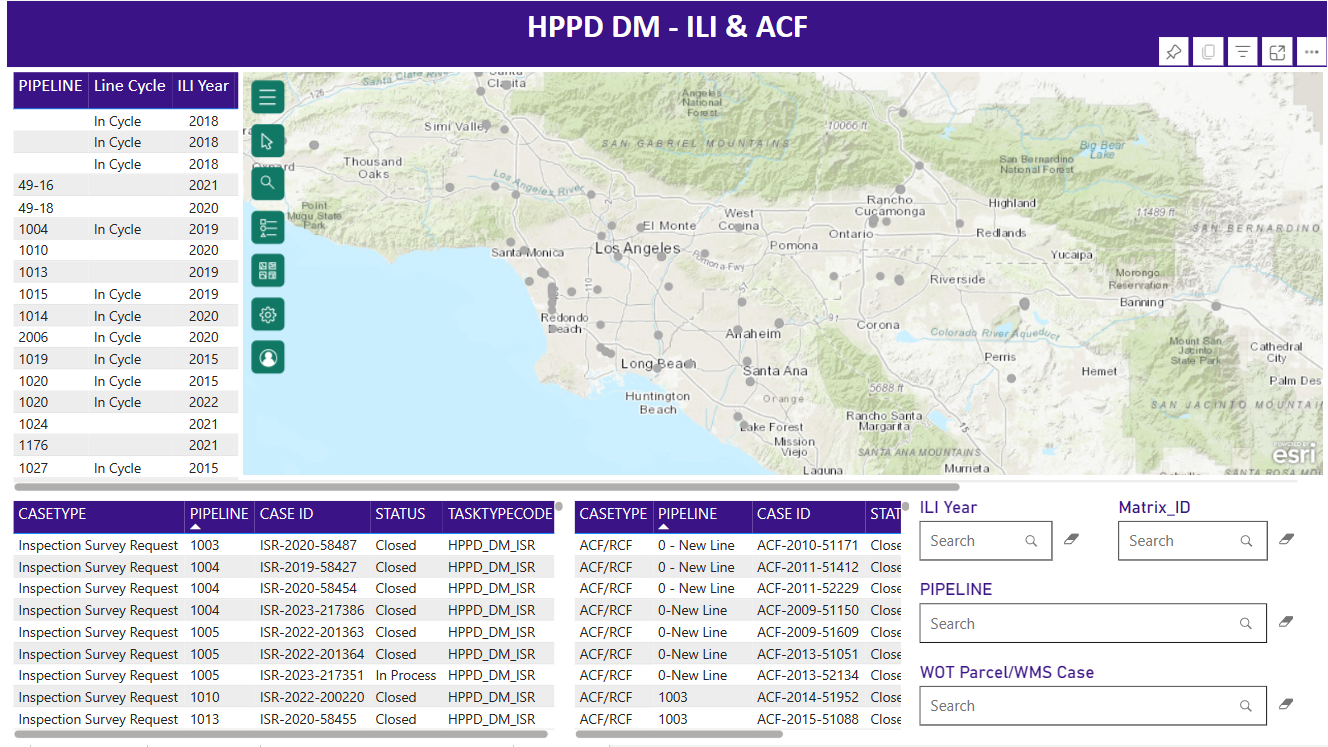 HPPD DM - ILI & ACF
PIPELINE Line Cycle ILI Year
In Cycle 2018
In Cycle 2018
In Cycle 2018
49-16 2021
49-18 2020
1004 In Cycle 2019
1010 2020
1013 2019
1015 In Cycle 2019
1014 In Cycle 2020
2006 In Cycle 2020
1019 In Cycle 2015
1020 In Cycle 2015
1020 In Cycle 2022
1024 2021
1176 2021
1027 In Cycle 2015
Santa Clara River
Santa
Clarita
126
Angeles
National
Forest
Simi Valley
10066 ft
SAN GABRIEL MOUNTAINS
Big Bear
Lake
Thousand
Oaks
San Bernardino
National Forest
Los Angeles River
Point
Mugu State
Park
Rancho
Cucamonga
Highland
West
Covina
11489 ft
El Monte
SAN BERNARDINO
Ontario
Redlands
Los Angeles
Pomona
Santa Monica
Yucaipa
Pomona-Fwy
Morongo
Reservation
Riverside
110
Banning
Redondo
Beach
91
Corona
Anaheim
Colorado River Aqueduct
Mount San
Jacinto
State Park
Cathedral
City
Perris
Long Beach
Hemet
Santa Ana
Palm Des
5688 ft
Orange
Huntington
Beach
SAN JACINTO MOUNTAI
Rancho Santa
Margarita
15
Lake Forest
Mission
Viejo
SANTA ANA MOUNTAINS
POWERED BY
esri
Laguna
Murrieta
SANTA ROSA MO
CASETYPE PIPELINE CASE ID STATUS TASKTYPECODE
Inspection Survey Request 1003 ISR-2020-58487 Closed HPPD_DM_ISR
Inspection Survey Request 1004 ISR-2019-58427 Closed HPPD_DM_ISR
Inspection Survey Request 1004 ISR-2020-58454 Closed HPPD_DM_ISR
Inspection Survey Request 1004 ISR-2023-217386 Closed HPPD_DM_ISR
Inspection Survey Request 1005 ISR-2022-201363 Closed HPPD_DM_ISR
Inspection Survey Request 1005 ISR-2022-201364 Closed HPPD_DM_ISR
Inspection Survey Request 1005 ISR-2023-217351 In Process HPPD_DM_ISR
Inspection Survey Request 1010 ISR-2022-200220 Closed HPPD_DM_ISR
Inspection Survey Request 1013 ISR-2020-58455 Closed HPPD_DM_ISR
CASETYPE PIPELINE CASE ID STAT
ACF/RCF 0 - New Line ACF-2010-51171 Close
ACF/RCF 0 - New Line ACF-2011-51412 Close
ACF/RCF 0 - New Line ACF-2011-52229 Close
ACF/RCF 0-New Line ACF-2009-51150 Close
ACF/RCF 0-New Line ACF-2009-51609 Close
ACF/RCF 0-New Line ACF-2013-51051 Close
ACF/RCF 0-New Line ACF-2013-52134 Close
ACF/RCF 1003 ACF-2014-51952 Close
ACF/RCF 1003 ACF-2015-51088 Close
ILI Year
Search
Matrix_ID
Search
PIPELINE
Search
WOT Parcel/WMS Case
Search